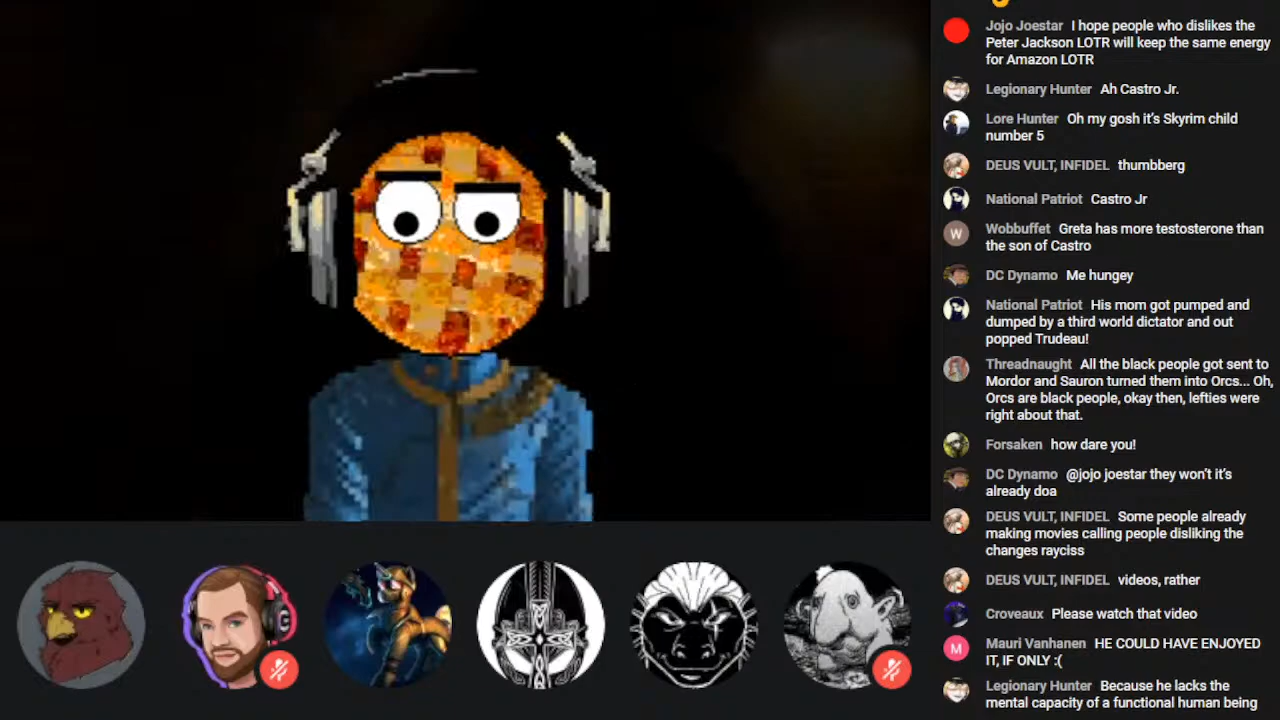 Jojo Joestar I hope people who dislikes the
Peter Jackson LOTR will keep the same energy
for Amazon LOTR
Legionary Hunter Ah Castro Jr.
Lore Hunter Oh my gosh it's Skyrim child
number 5
DEUS VULT, INFIDEL thumbberg
National Patriot Castro Jr
W
Wobbuffet Greta has more testosterone than
the son of Castro
DC Dynamo Me hungey
National Patriot His mom got pumped and
dumped by a third world dictator and out
popped Trudeau!
Threadnaught All the black people got sent to
Mordor and Sauron turned them into Orcs... Oh,
Orcs are black people, okay then, lefties were
right about that.
Forsaken how dare you!
DC Dynamo @jojo joestar they won't it's
already doa
DEUS VULT, INFIDEL Some people already
making movies calling people disliking the
changes rayciss
DEUS VULT, INFIDEL videos, rather
Croveaux Please watch that video
M
Mauri Vanhanen HE COULD HAVE ENJOYED
IT, IF ONLY :(
Legionary Hunter Because he lacks the
mental capacity of a functional human being